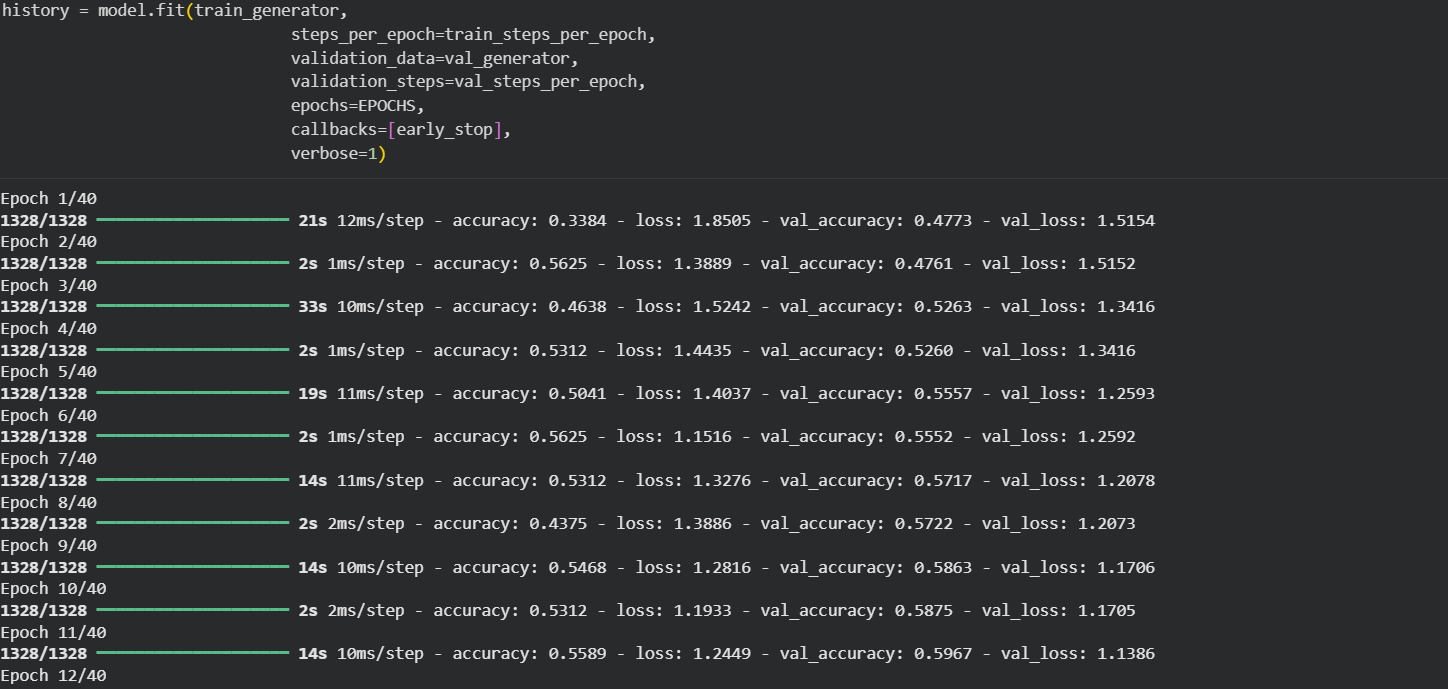 history = model.fit(train_generator,
steps_per_epoch=train_steps_per_epoch,
validation_data=val_generator,
validation_steps=val_steps_per_epoch,
epochs=EPOCHS,
callbacks=[early_stop],
verbose=1)
Epoch 1/40
1328/1328 21s 12ms/step - accuracy: 0.3384 - loss: 1.8505 - val_accuracy: 0.4773 - val_loss: 1.5154
Epoch 2/40
1328/1328 2s 1ms/step - accuracy: 0.5625 - loss: 1.3889 - val_accuracy: 0.4761 - val_loss: 1.5152
Epoch 3/40
1328/1328 33s 10ms/step - accuracy: 0.4638 - loss: 1.5242 - val_accuracy: 0.5263 - val_loss: 1.3416
Epoch 4/40
1328/1328 2s 1ms/step - accuracy: 0.5312 - loss: 1.4435 - val_accuracy: 0.5260 - val_loss: 1.3416
Epoch 5/40
1328/1328 19s 11ms/step - accuracy: 0.5041 - loss: 1.4037 - val_accuracy: 0.5557 - val_loss: 1.2593
Epoch 6/40
1328/1328 2s 1ms/step - accuracy: 0.5625 - loss: 1.1516 - val_accuracy: 0.5552 - val_loss: 1.2592
Epoch 7/40
1328/1328 14s 11ms/step - accuracy: 0.5312 - loss: 1.3276 - val_accuracy: 0.5717 - val_loss: 1.2078
Epoch 8/40
1328/1328 2s 2ms/step - accuracy: 0.4375 - loss: 1.3886 - val_accuracy: 0.5722 - val_loss: 1.2073
Epoch 9/40
1328/1328 14s 10ms/step - accuracy: 0.5468 - loss: 1.2816 - val_accuracy: 0.5863 - val_loss: 1.1706
Epoch 10/40
1328/1328 2s 2ms/step - accuracy: 0.5312 - loss: 1.1933 - val_accuracy: 0.5875 - val_loss: 1.1705
Epoch 11/40
1328/1328 14s 10ms/step - accuracy: 0.5589 - loss: 1.2449 - val_accuracy: 0.5967 - val_loss: 1.1386
Epoch 12/40